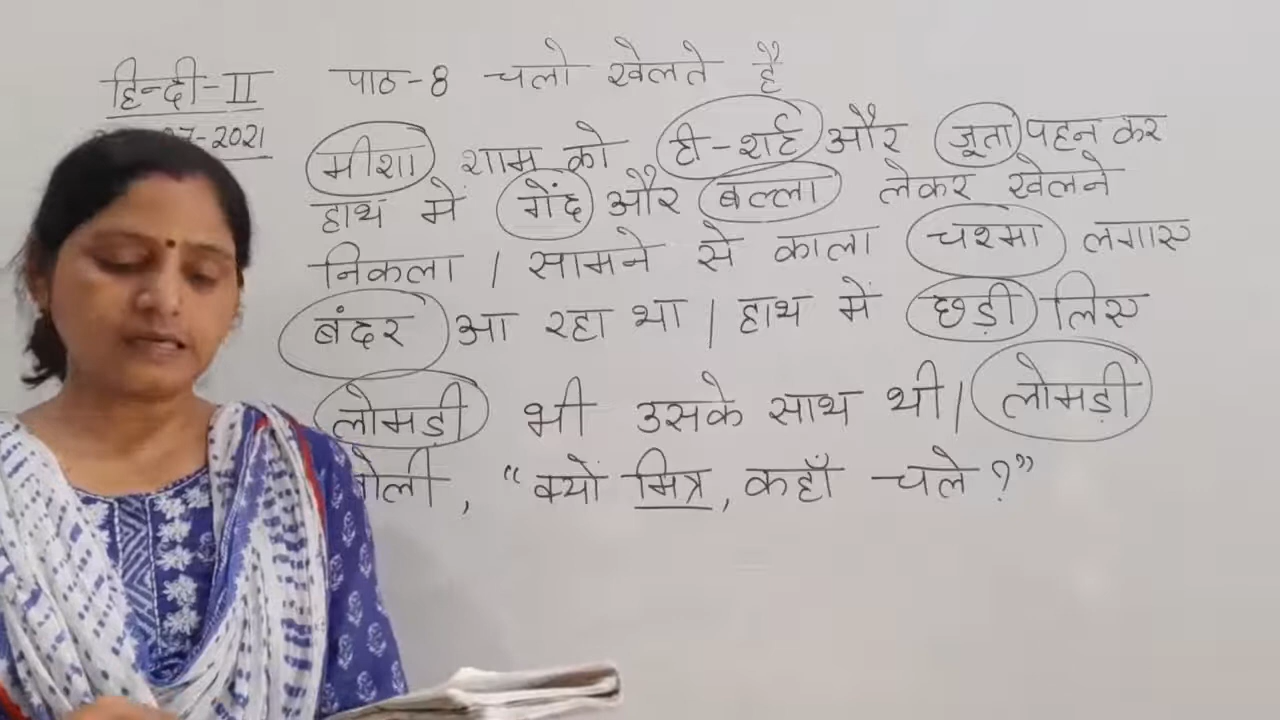 हिन्दी-II पाठ-8 चलो खेलते है
-2021
मीशा शाम को टी-शर्ट और जूता पहन कर
हाथ में गेंद और बल्ला लेकर खेलने
निकला | सामने से काला चश्मा लगाए
बंदर आ रहा था | हाथ में छड़ी लिए
लोमड़ी भी उसके साथ थी | लोमड़ी
बोली, “क्यों मित्र, कहाँ चले ?”